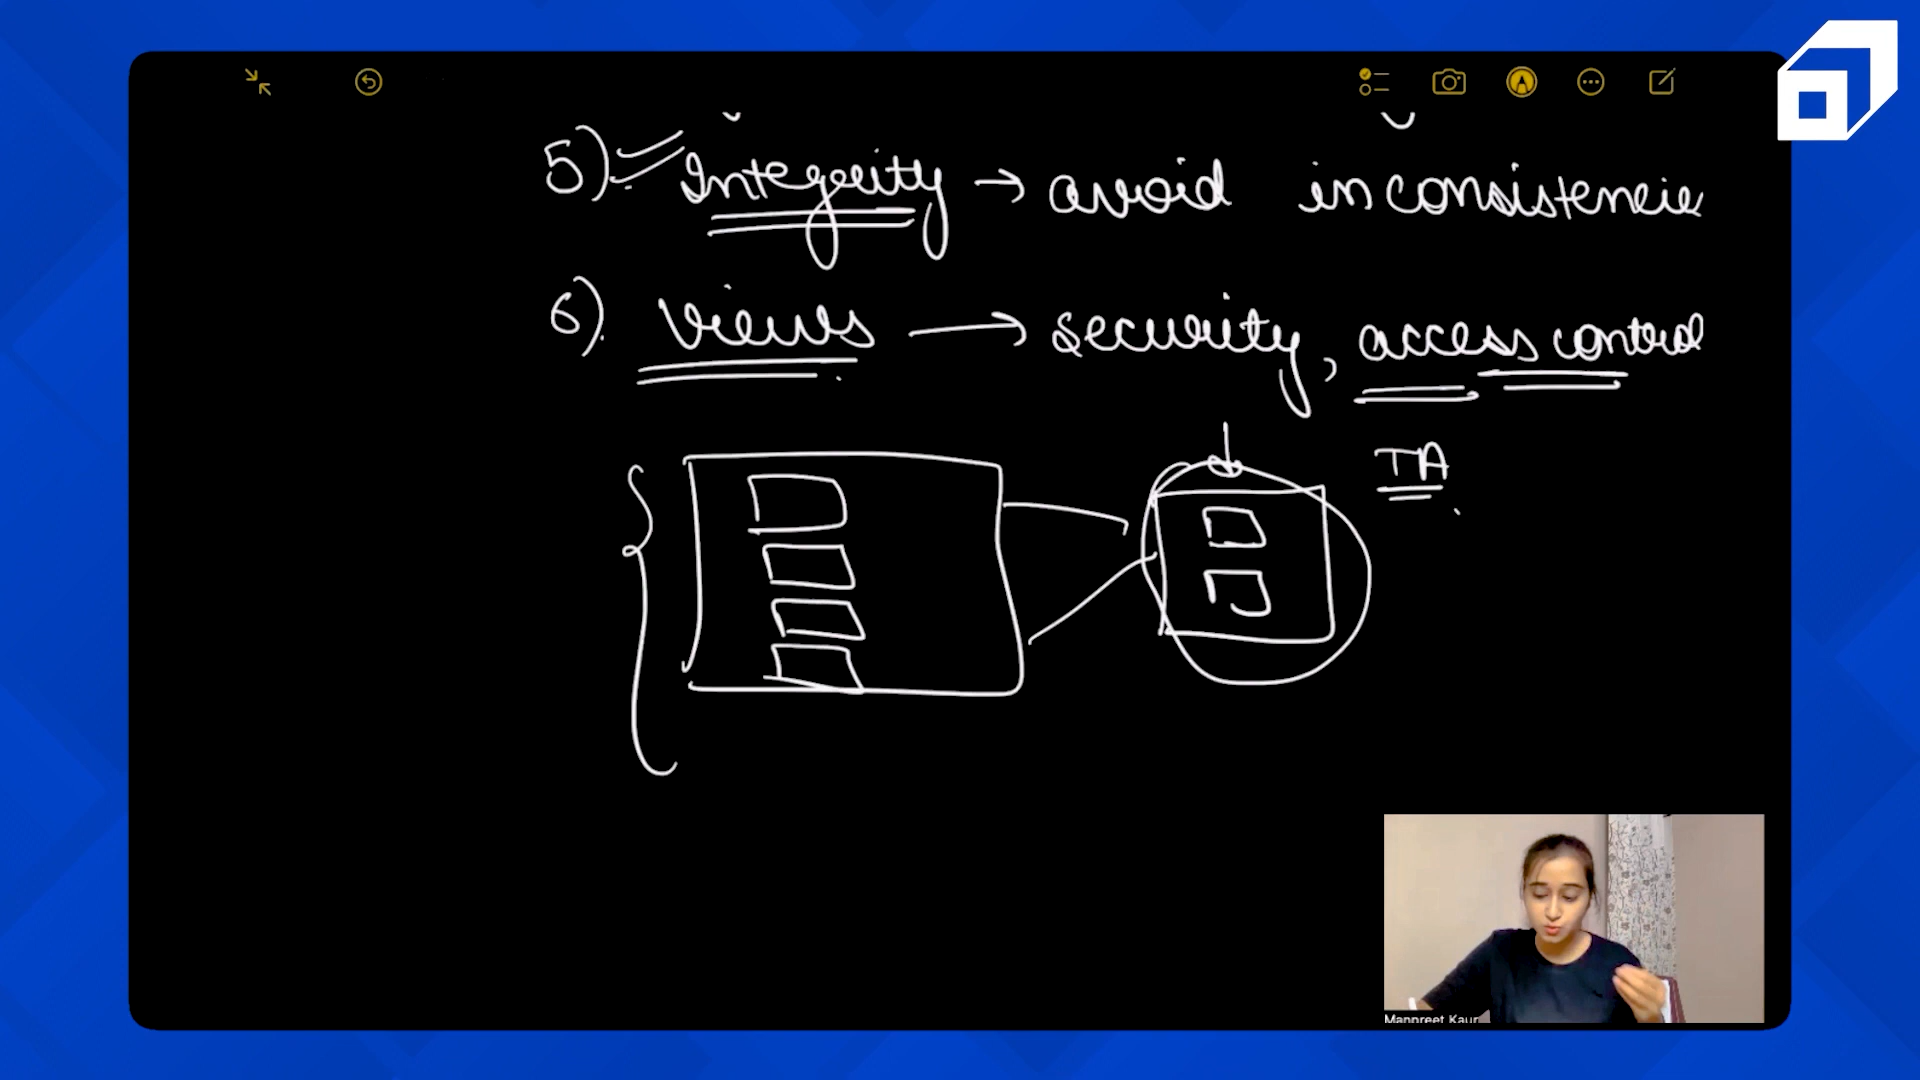 5) Integrity → avoid inconsistencie
6). Views → security, access control
TA
Manpreet Kaur